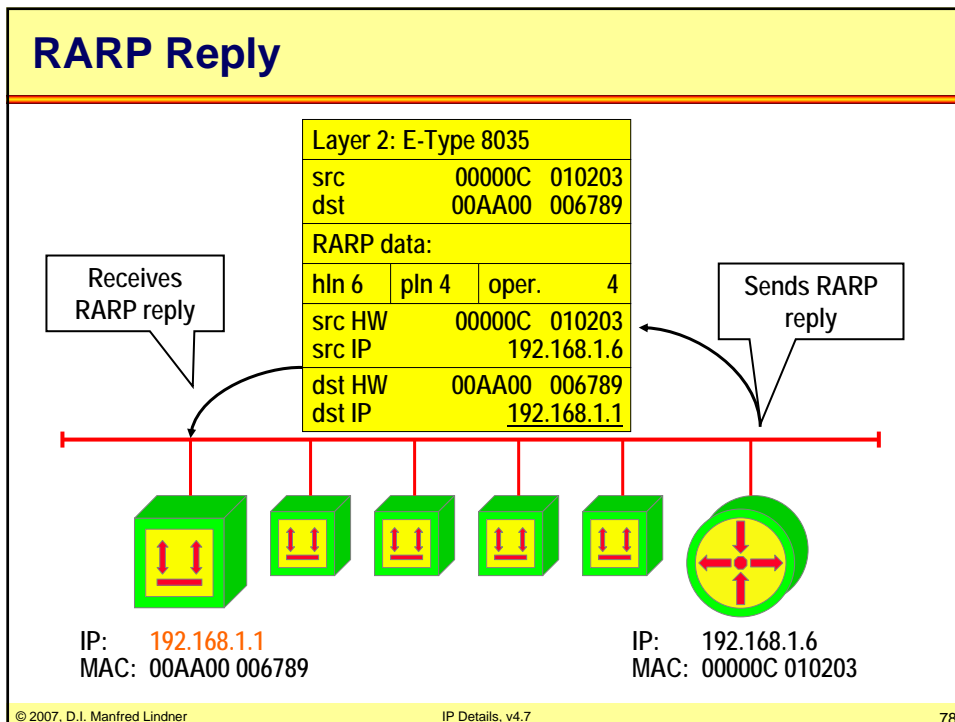 RARP Reply
Layer 2: E-Type 8035
src 00000C 010203
dst 00AA00 006789
RARP data:
hln 6 pln 4 oper. 4
src HW 00000C 010203
src IP 192.168.1.6
dst HW 00AA00 006789
dst IP 192.168.1.1
Receives
RARP reply
Sends RARP
reply
IP: 192.168.1.1
MAC: 00AA00 006789
IP: 192.168.1.6
MAC: 00000C 010203
© 2007, D.I. Manfred Lindner
IP Details, v4.7
78